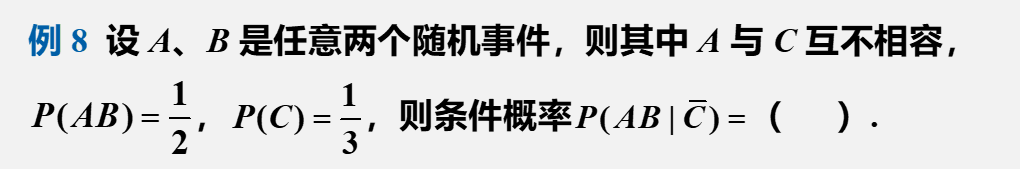 例 8 设 A、B 是任意两个随机事件，则其中 A 与 C 互不相容，
P(AB) = 1/2，P(C) = 1/3，则条件概率P(AB | C̅) = （　　）.